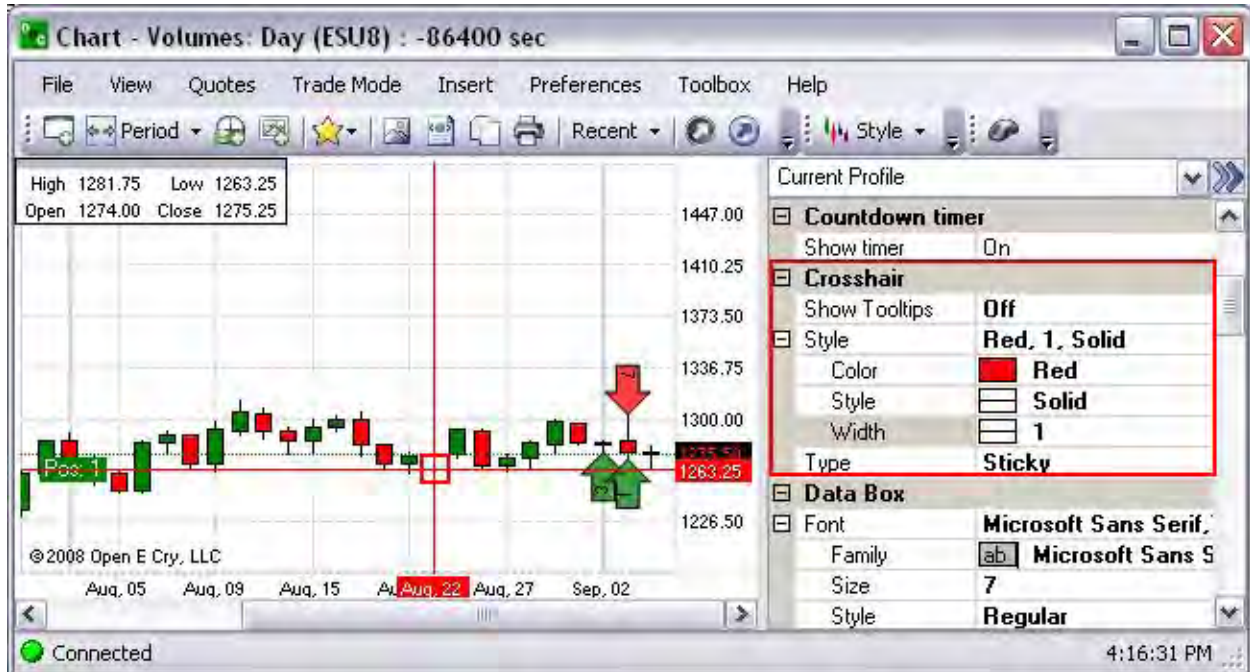 Chart - Volumes: Day (ESU8) : -86400 sec
File View Quotes Trade Mode Insert Preferences Toolbox Help
Period Recent Style
High 1281.75 Low 1263.25
Open 1274.00 Close 1275.25
Pos: 1
7
3
1
©2008 Open E Cry, LLC
1447.00
1410.25
1373.50
1336.75
1300.00
1263.25
1226.50
Aug, 05 Aug, 09 Aug, 15 Aug, 22 Aug, 27 Sep, 02
Current Profile
Countdown timer
Show timer On
Crosshair
Show Tooltips Off
Style Red, 1, Solid
Color Red
Style Solid
Width 1
Type Sticky
Data Box
Font Microsoft Sans Serif,
Family ab Microsoft Sans S
Size 7
Style Regular
Connected 4:16:31 PM